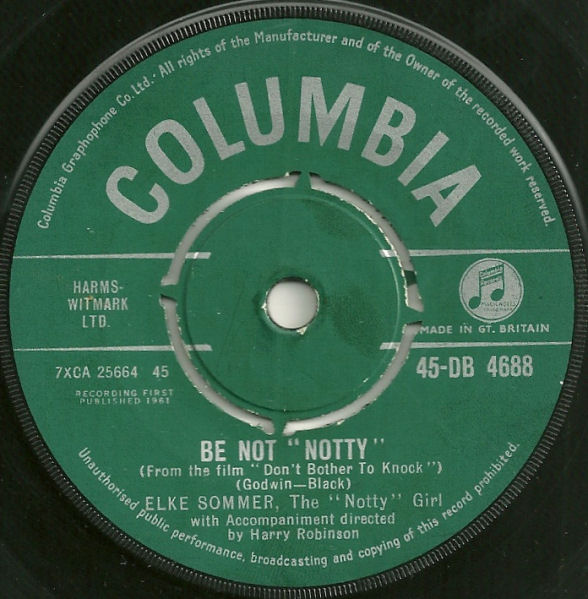 Columbia Graphophone Co. Ltd. - All rights of the Manufacturer and of the Owner of the recorded work reserved.
COLUMBIA
HARMS-
WITMARK
LTD.
MADE IN GT. BRITAIN
7XCA 25664 45
45-DB 4688
RECORDING FIRST
PUBLISHED 1961
BE NOT "NOTTY"
(From the film "Don't Bother To Knock")
(Godwin—Black)
ELKE SOMMER, The "Notty" Girl
with Accompaniment directed
by Harry Robinson
Unauthorised public performance, broadcasting and copying of this record prohibited.